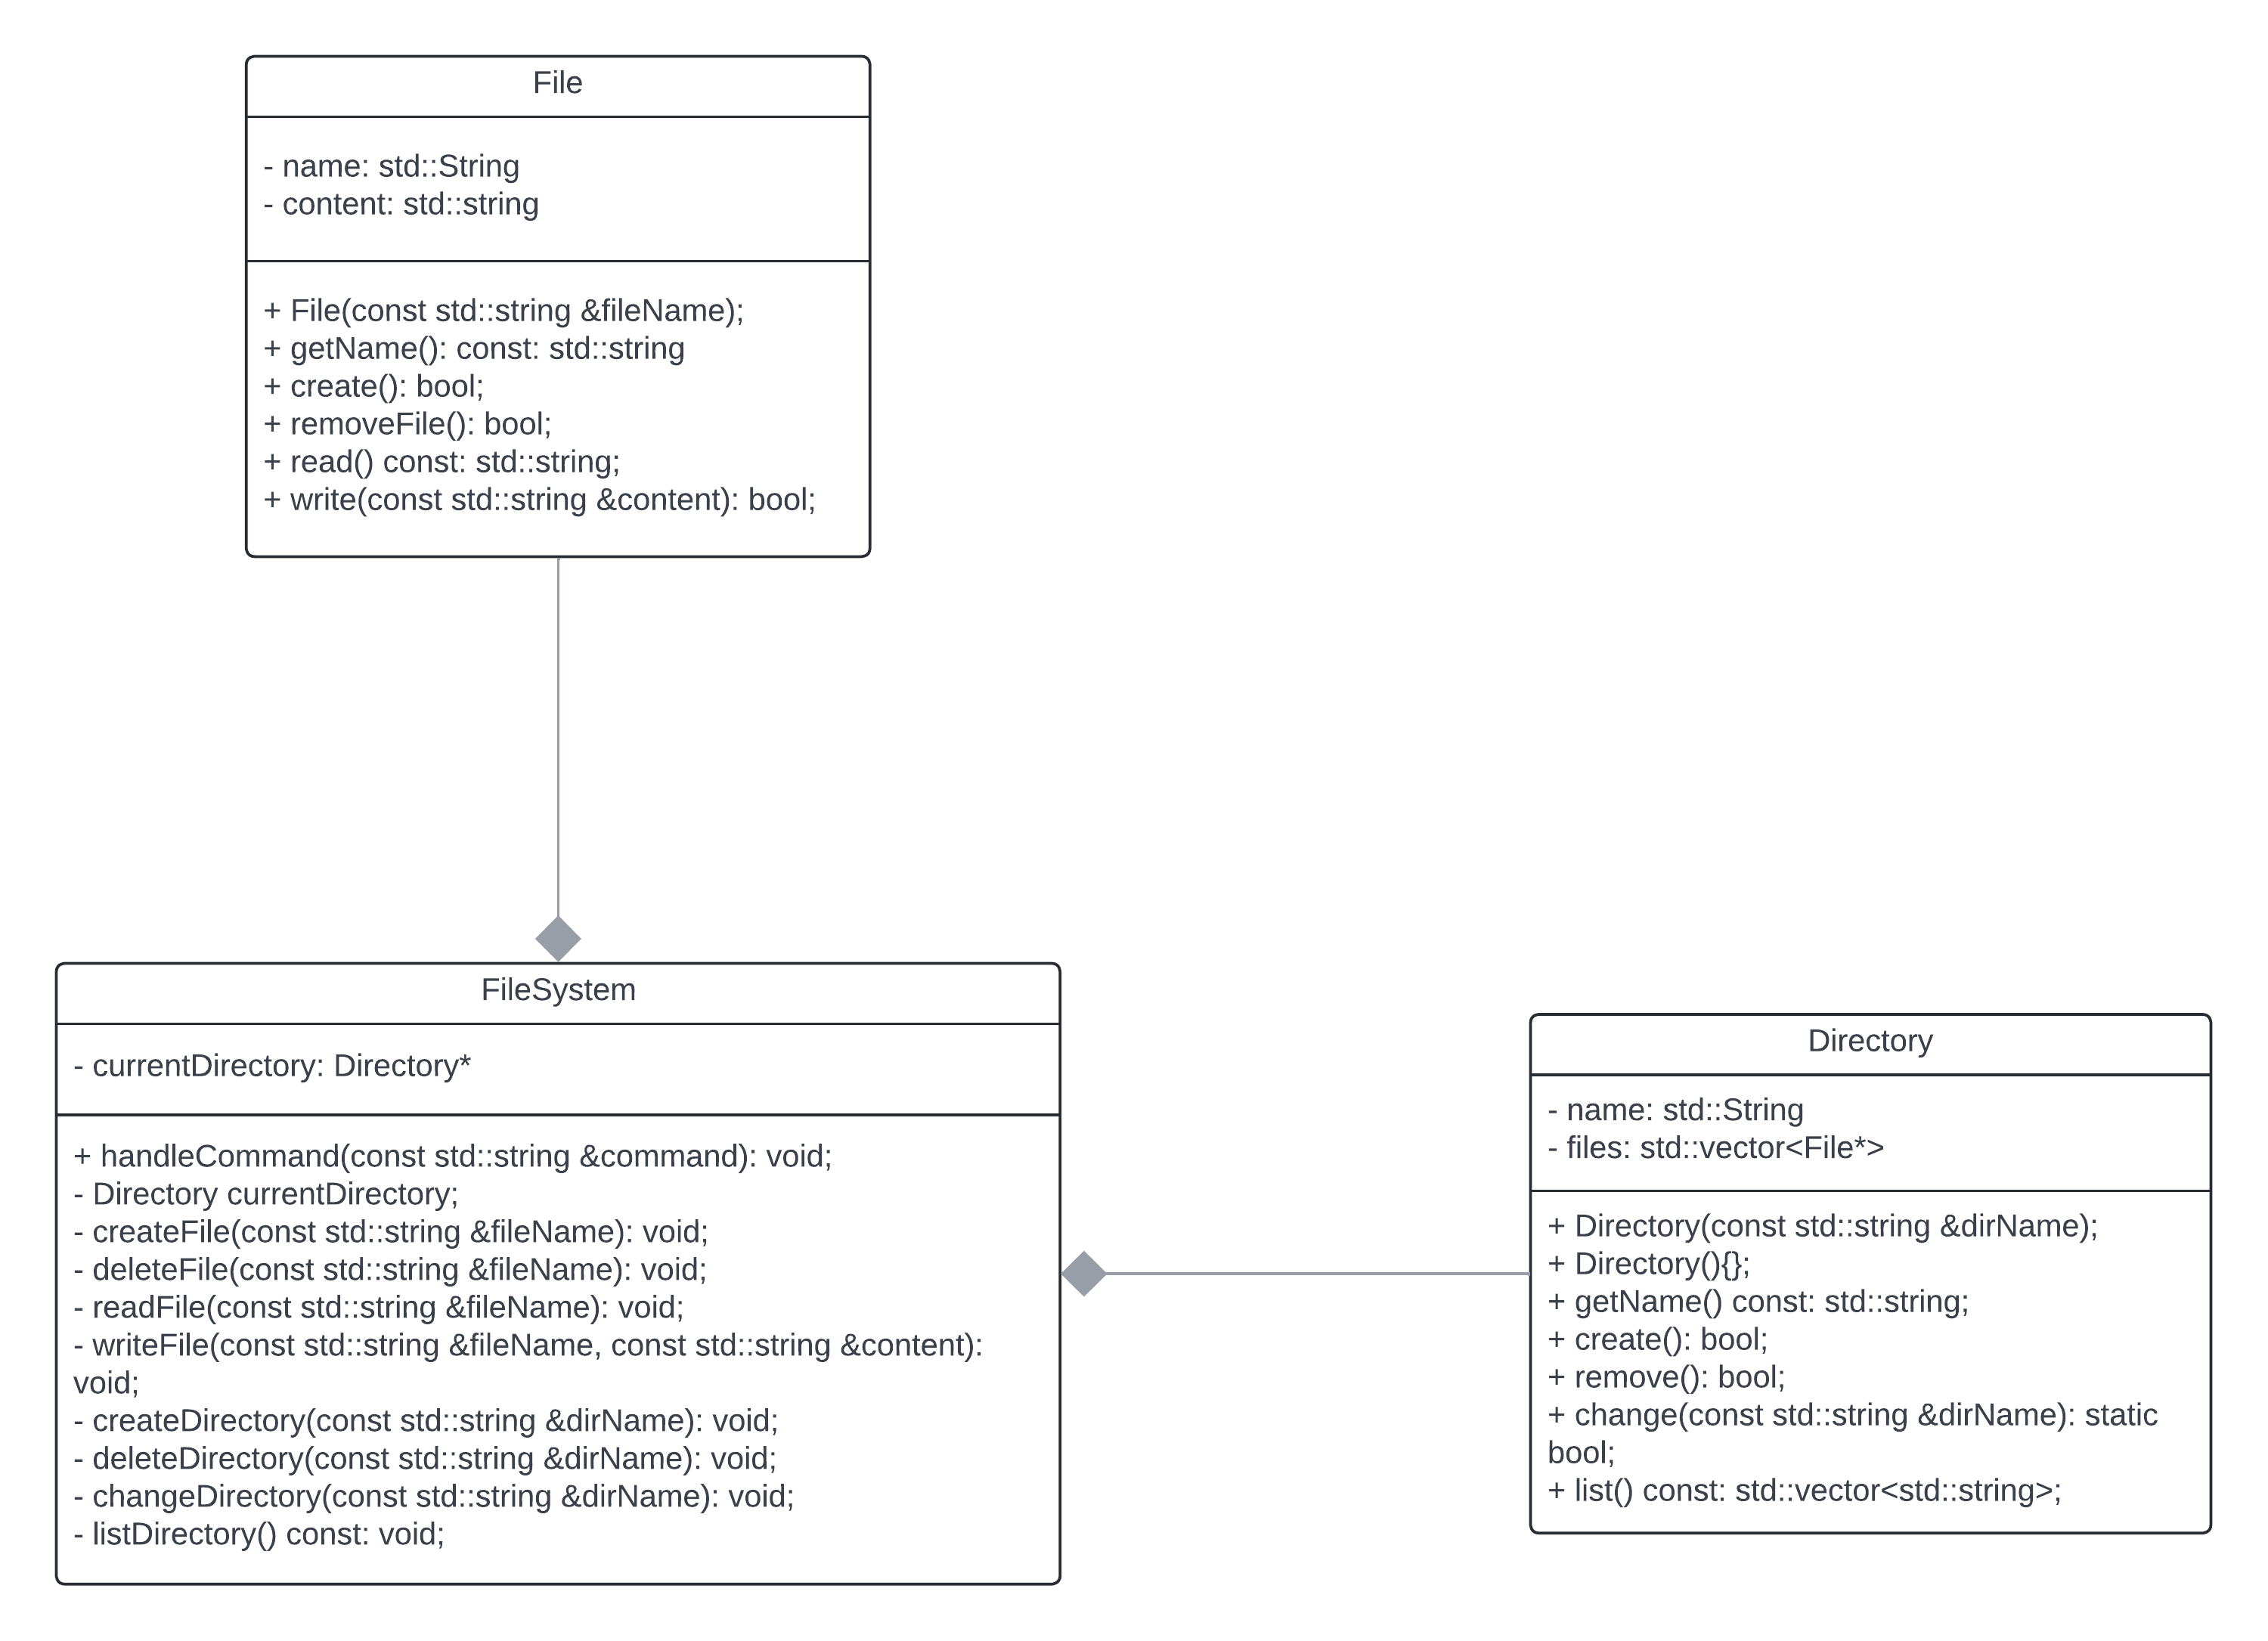 File
- name: std::String
- content: std::string
+ File(const std::string &fileName);
+ getName(): const: std::string
+ create(): bool;
+ removeFile(): bool;
+ read() const: std::string;
+ write(const std::string &content): bool;
FileSystem
- currentDirectory: Directory*
+ handleCommand(const std::string &command): void;
- Directory currentDirectory;
- createFile(const std::string &fileName): void;
- deleteFile(const std::string &fileName): void;
- readFile(const std::string &fileName): void;
- writeFile(const std::string &fileName, const std::string &content):
void;
- createDirectory(const std::string &dirName): void;
- deleteDirectory(const std::string &dirName): void;
- changeDirectory(const std::string &dirName): void;
- listDirectory() const: void;
Directory
- name: std::String
- files: std::vector<File*>
+ Directory(const std::string &dirName);
+ Directory(){};
+ getName() const: std::string;
+ create(): bool;
+ remove(): bool;
+ change(const std::string &dirName): static
bool;
+ list() const: std::vector<std::string>;